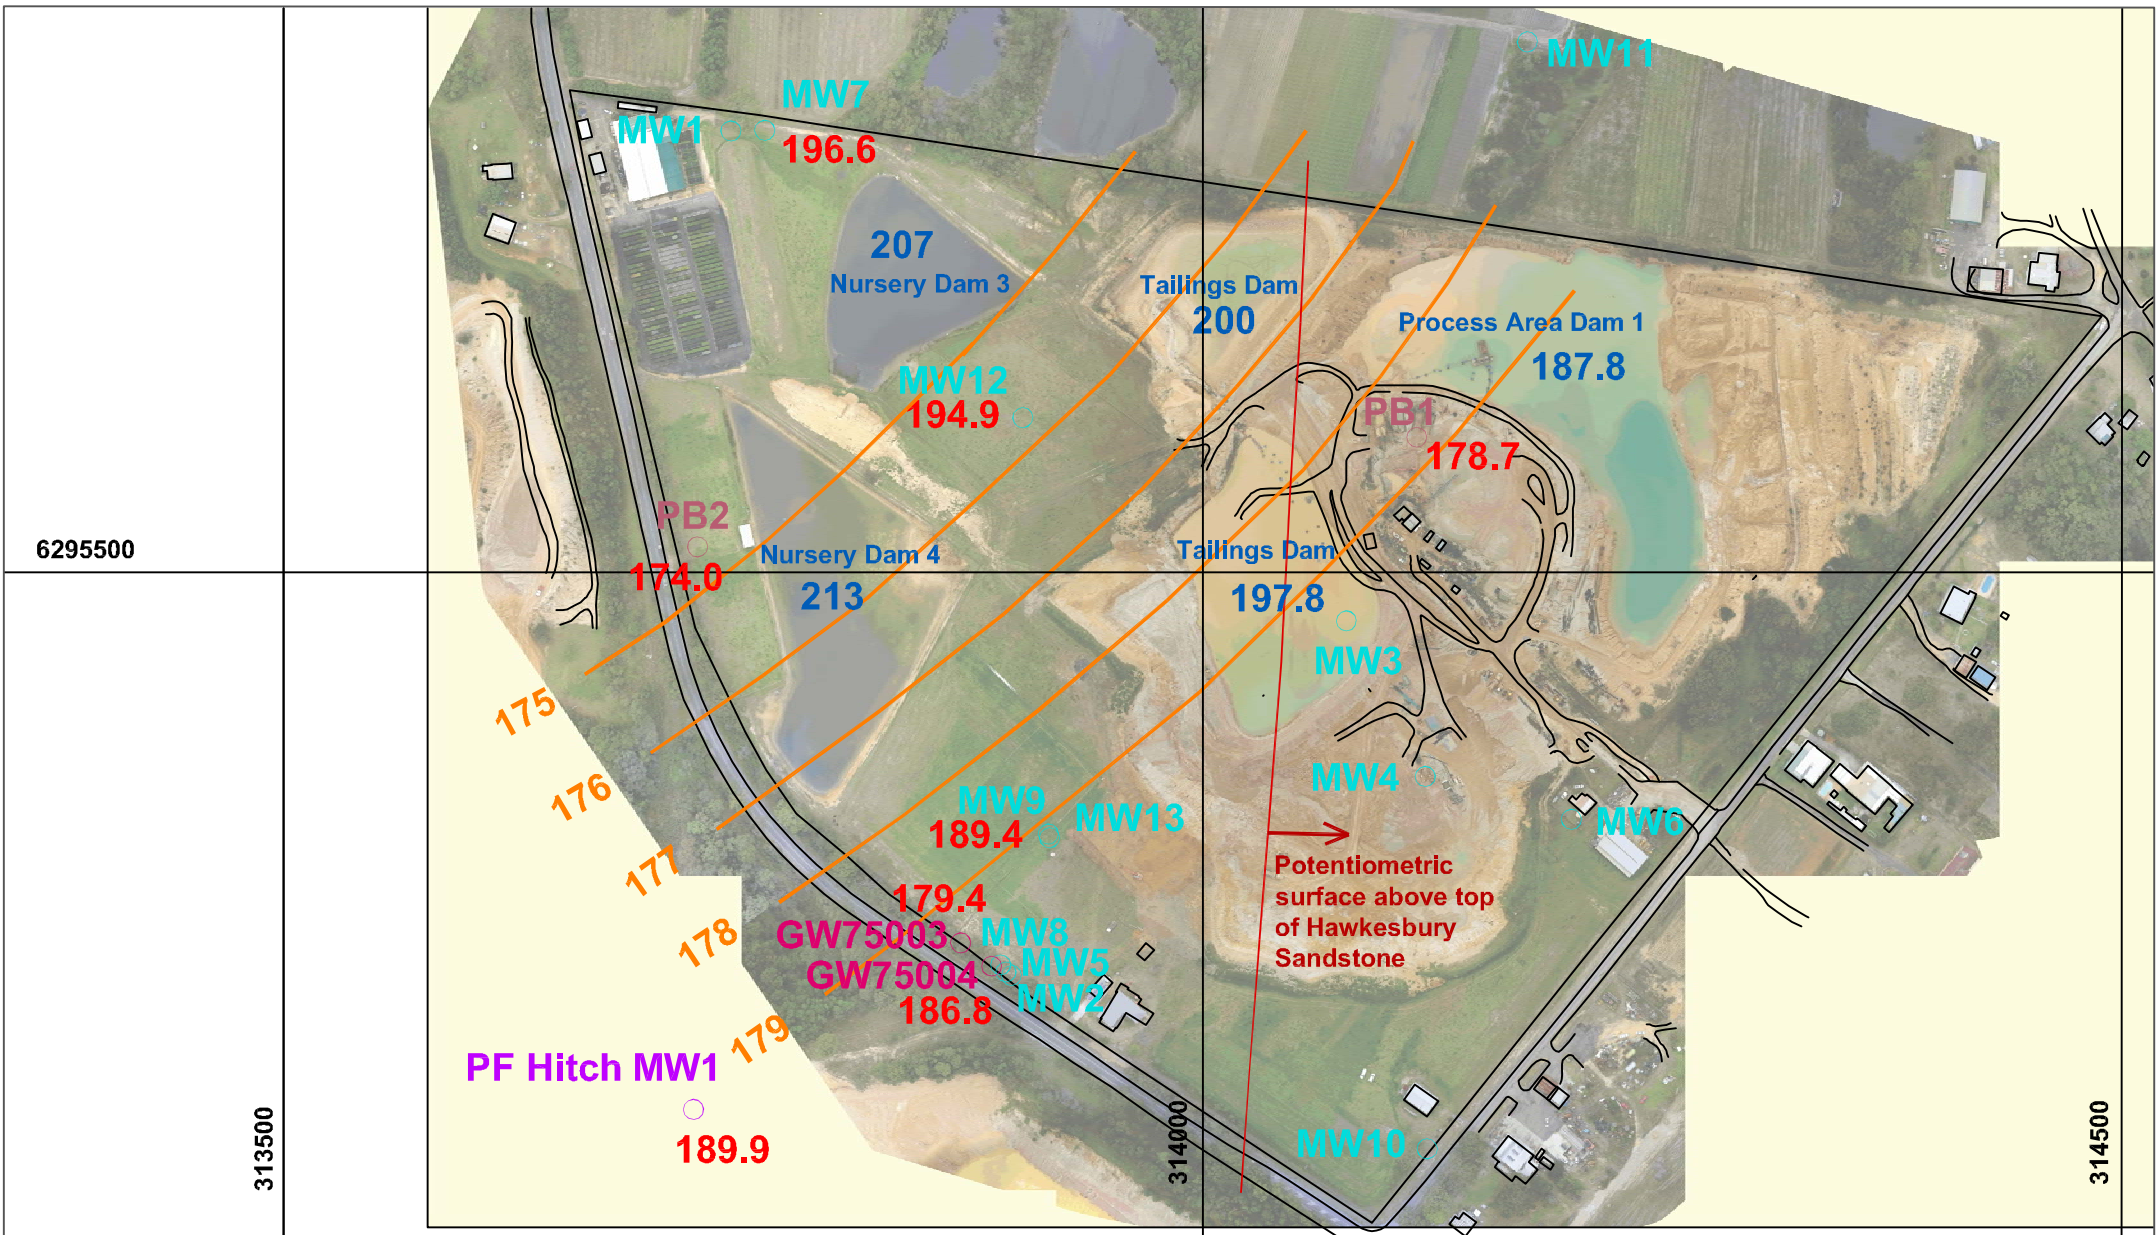 MW11
MW7
MW1
196.6
207
Nursery Dam 3
Tailings Dam
200
Process Area Dam 1
187.8
MW12
194.9
PB1
178.7
PB2
174.0
6295500
Nursery Dam 4
213
Tailings Dam
197.8
MW3
175
176
177
178
179
MW4
MW6
MW9
189.4
MW13
179.4
GW75003
MW8
GW75004
MW5
MW2
186.8
Potentiometric
surface above top
of Hawkesbury
Sandstone
PF Hitch MW1
189.9
MW10
313500
314000
314500